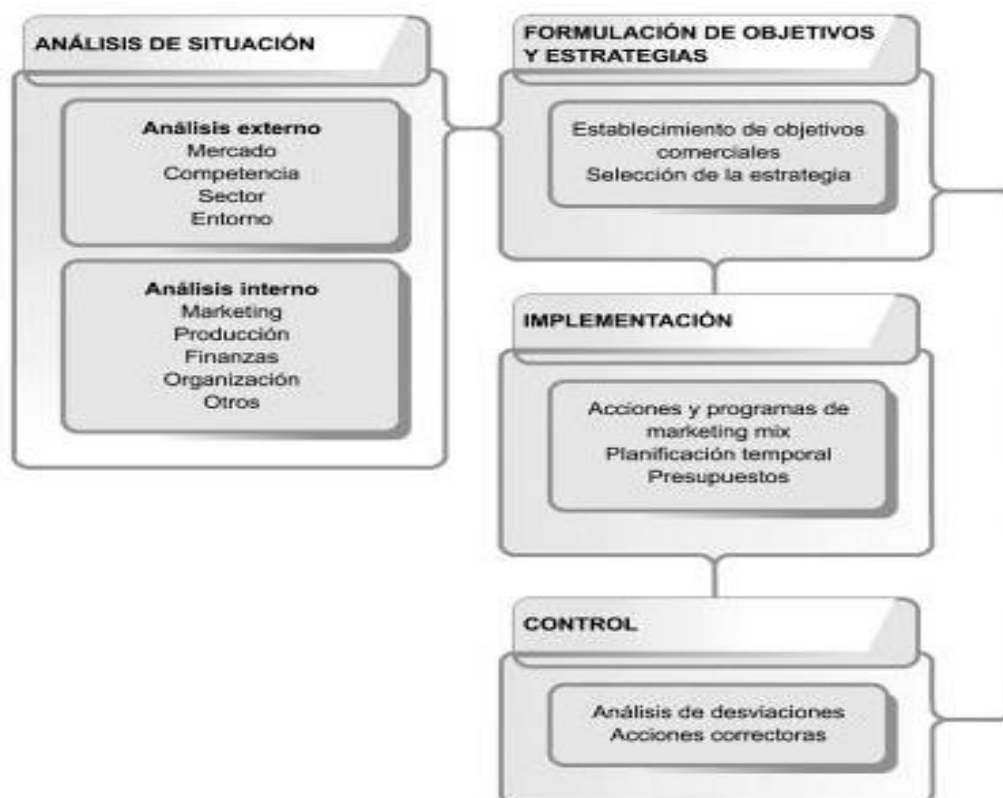 ANÁLISIS DE SITUACIÓN
Análisis externo
Mercado
Competencia
Sector
Entorno
Análisis interno
Marketing
Producción
Finanzas
Organización
Otros
FORMULACIÓN DE OBJETIVOS
Y ESTRATEGIAS
Establecimiento de objetivos
comerciales
Selección de la estrategia
IMPLEMENTACIÓN
Acciones y programas de
marketing mix
Planificación temporal
Presupuestos
CONTROL
Análisis de desviaciones
Acciones correctoras